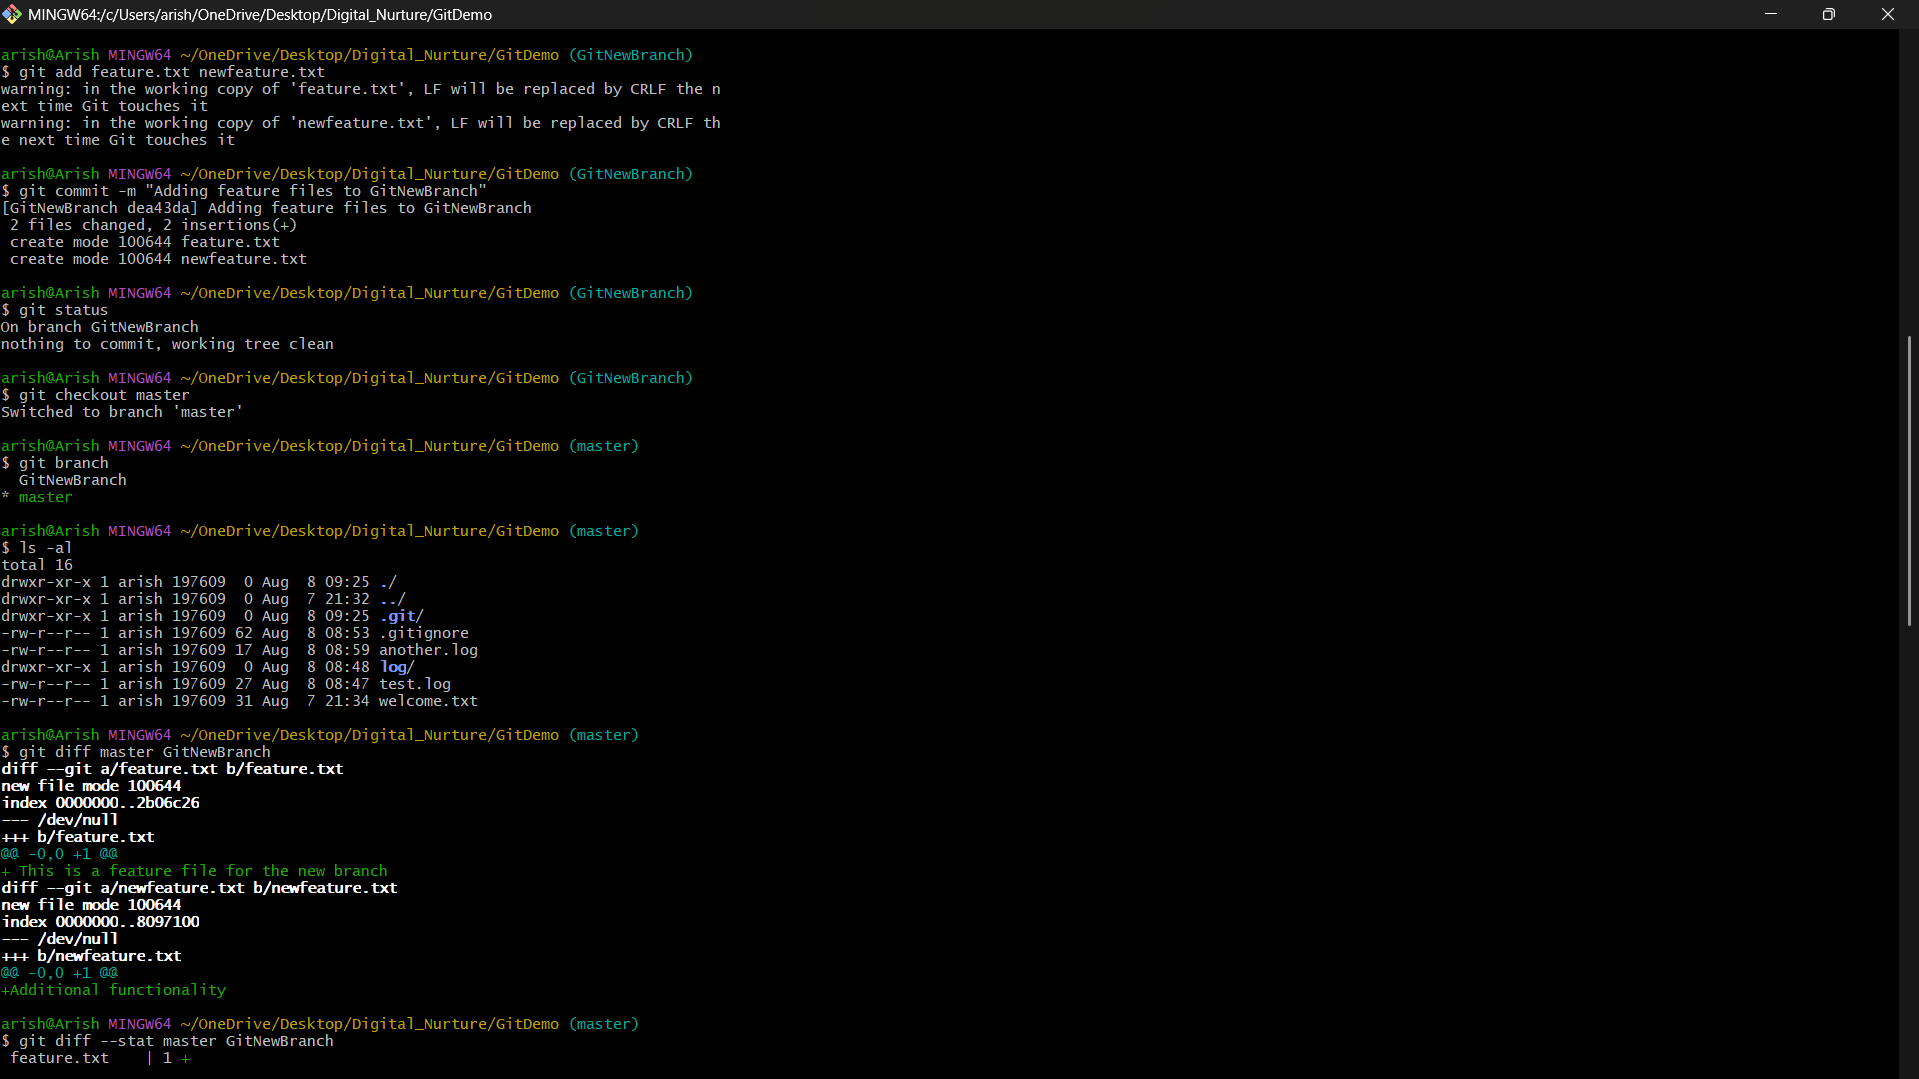 MINGW64:/c/Users/arish/OneDrive/Desktop/Digital_Nurture/GitDemo
arish@Arish MINGW64 ~/OneDrive/Desktop/Digital_Nurture/GitDemo (GitNewBranch)
$ git add feature.txt newfeature.txt
warning: in the working copy of 'feature.txt', LF will be replaced by CRLF the n
ext time Git touches it
warning: in the working copy of 'newfeature.txt', LF will be replaced by CRLF th
e next time Git touches it
arish@Arish MINGW64 ~/OneDrive/Desktop/Digital_Nurture/GitDemo (GitNewBranch)
$ git commit -m "Adding feature files to GitNewBranch"
[GitNewBranch dea43da] Adding feature files to GitNewBranch
 2 files changed, 2 insertions(+)
 create mode 100644 feature.txt
 create mode 100644 newfeature.txt
arish@Arish MINGW64 ~/OneDrive/Desktop/Digital_Nurture/GitDemo (GitNewBranch)
$ git status
On branch GitNewBranch
nothing to commit, working tree clean
arish@Arish MINGW64 ~/OneDrive/Desktop/Digital_Nurture/GitDemo (GitNewBranch)
$ git checkout master
Switched to branch 'master'
arish@Arish MINGW64 ~/OneDrive/Desktop/Digital_Nurture/GitDemo (master)
$ git branch
  GitNewBranch
* master
arish@Arish MINGW64 ~/OneDrive/Desktop/Digital_Nurture/GitDemo (master)
$ ls -al
total 16
drwxr-xr-x 1 arish 197609  0 Aug  8 09:25 ./
drwxr-xr-x 1 arish 197609  0 Aug  7 21:32 ../
drwxr-xr-x 1 arish 197609  0 Aug  8 09:25 .git/
-rw-r--r-- 1 arish 197609 62 Aug  8 08:53 .gitignore
-rw-r--r-- 1 arish 197609 17 Aug  8 08:59 another.log
drwxr-xr-x 1 arish 197609  0 Aug  8 08:48 log/
-rw-r--r-- 1 arish 197609 27 Aug  8 08:47 test.log
-rw-r--r-- 1 arish 197609 31 Aug  7 21:34 welcome.txt
arish@Arish MINGW64 ~/OneDrive/Desktop/Digital_Nurture/GitDemo (master)
$ git diff master GitNewBranch
diff --git a/feature.txt b/feature.txt
new file mode 100644
index 0000000..2b06c26
--- /dev/null
+++ b/feature.txt
@@ -0,0 +1 @@
+ This is a feature file for the new branch
diff --git a/newfeature.txt b/newfeature.txt
new file mode 100644
index 0000000..8097100
--- /dev/null
+++ b/newfeature.txt
@@ -0,0 +1 @@
+Additional functionality
arish@Arish MINGW64 ~/OneDrive/Desktop/Digital_Nurture/GitDemo (master)
$ git diff --stat master GitNewBranch
 feature.txt    | 1 +